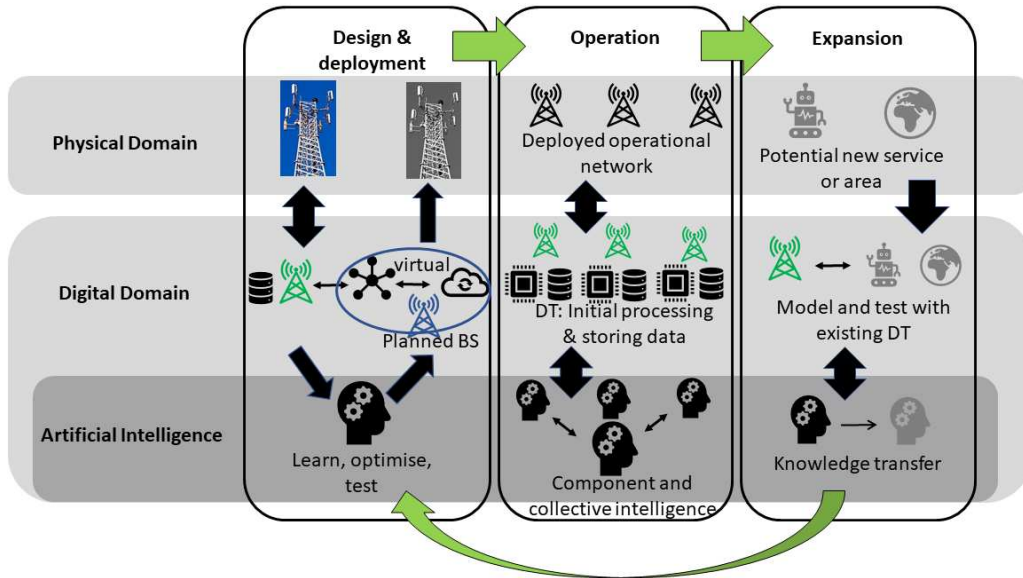 Design &
deployment
Operation
Expansion
Physical Domain
Deployed operational
network
Potential new service
or area
Digital Domain
virtual
Planned BS
DT: Initial processing
& storing data
Model and test with
existing DT
Artificial Intelligence
Learn, optimise,
test
Component and
collective intelligence
Knowledge transfer